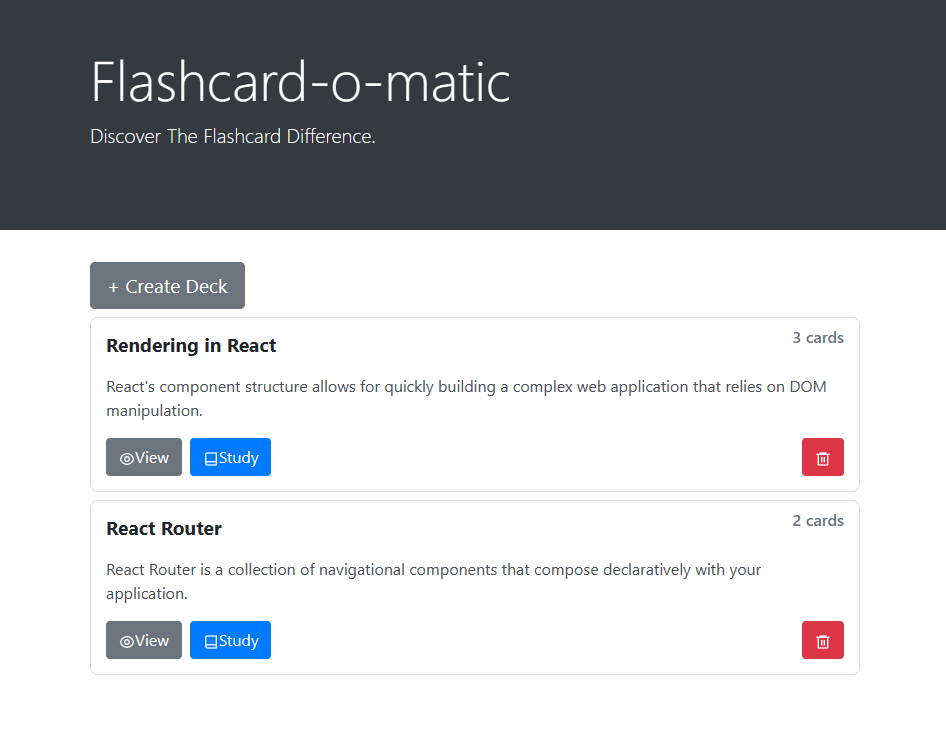 Flashcard-o-matic
Discover The Flashcard Difference.
+ Create Deck
Rendering in React
3 cards
React's component structure allows for quickly building a complex web application that relies on DOM
manipulation.
View
Study
React Router
2 cards
React Router is a collection of navigational components that compose declaratively with your
application.
View
Study